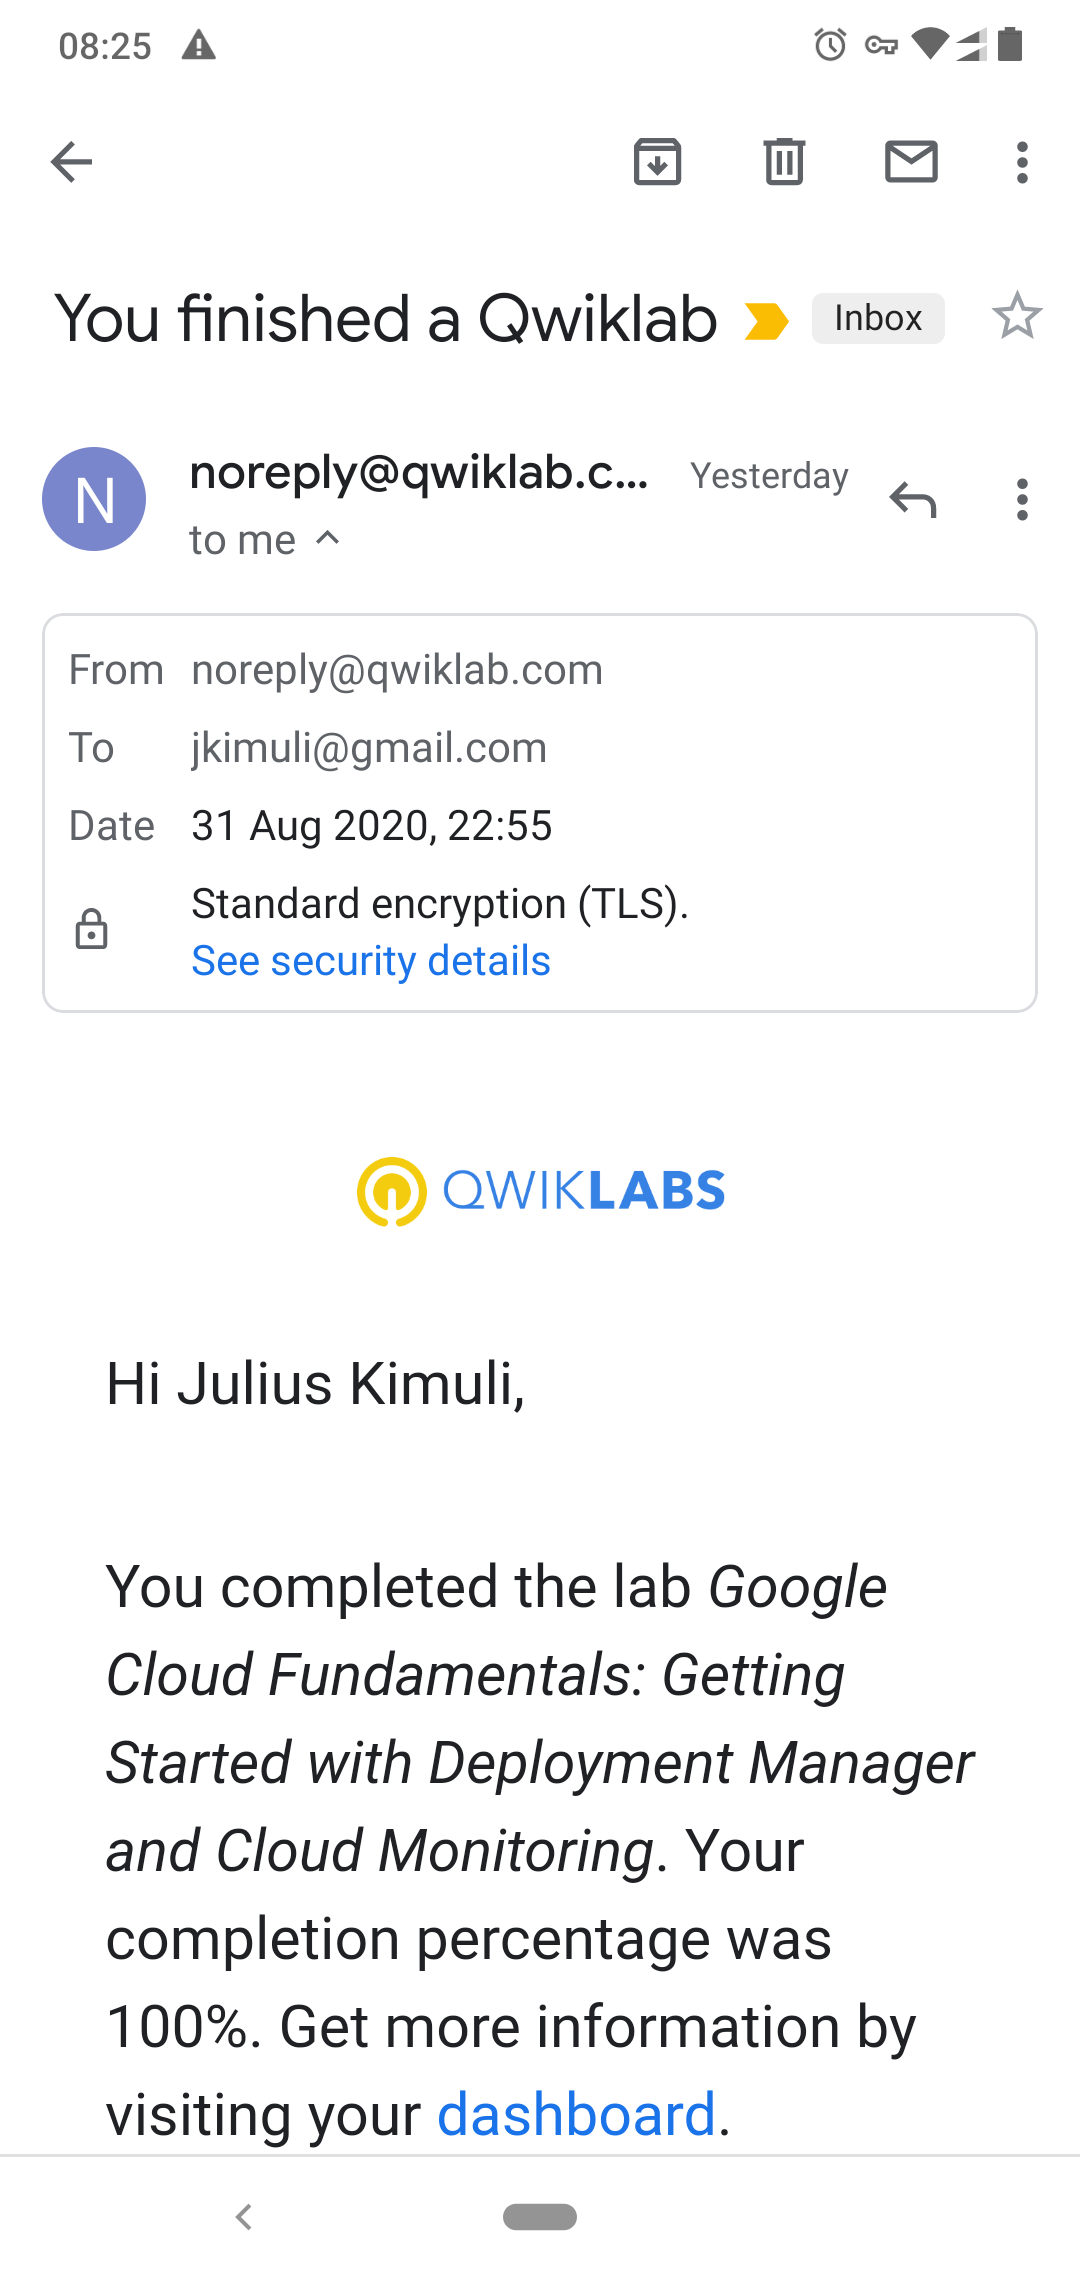 08:25
You finished a Qwiklab Inbox
N
noreply@qwiklab.c... Yesterday
to me
From noreply@qwiklab.com
To jkimuli@gmail.com
Date 31 Aug 2020, 22:55
Standard encryption (TLS).
See security details
QWIKLABS
Hi Julius Kimuli,
You completed the lab Google
Cloud Fundamentals: Getting
Started with Deployment Manager
and Cloud Monitoring. Your
completion percentage was
100%. Get more information by
visiting your dashboard.